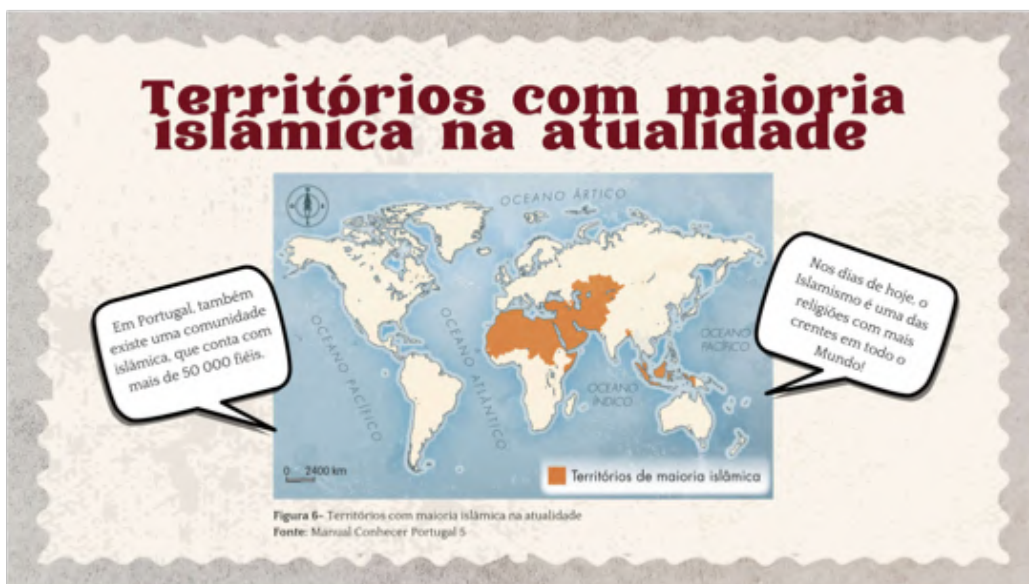 Territórios com maioria
islâmica na atualidade
OCEANO ÁRTICO
Em Portugal, também
existe uma comunidade
islâmica, que conta com
mais de 50 000 fiéis.
Nos dias de hoje, o
Islamismo é uma das
religiões com mais
crentes em todo o
Mundo!
OCEANO PACÍFICO
OCEANO ATLÂNTICO
OCEANO
ÍNDICO
OCEANO
PACÍFICO
0 2400 km
Territórios de maioria islâmica
Figura 6- Territórios com maioria islâmica na atualidade
Fonte: Manual Conhecer Portugal 5